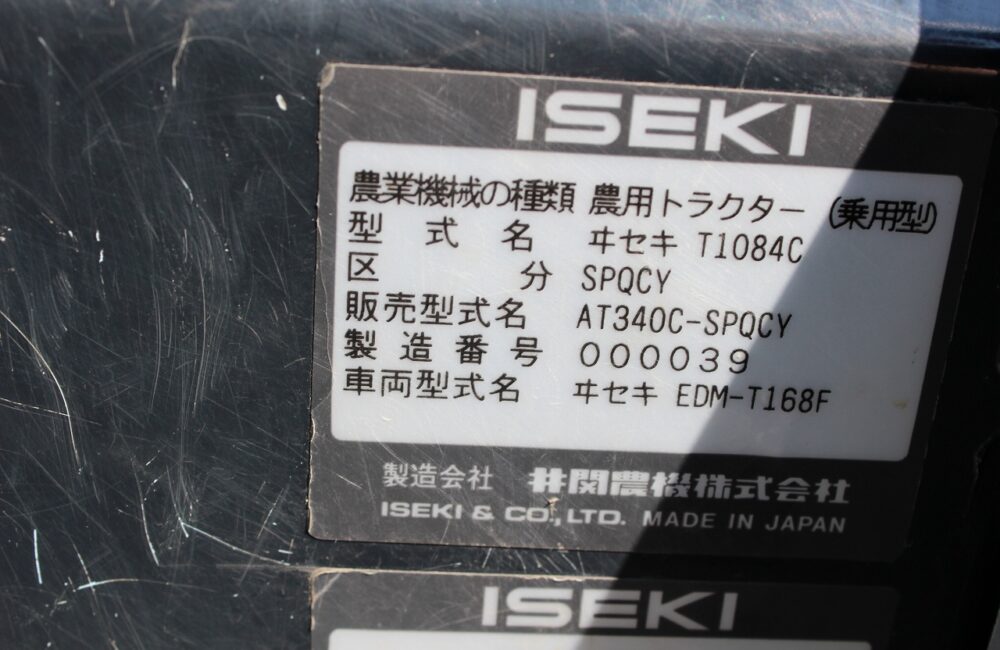 ISEKI
農業機械の種類 農用トラクター (乗用型)
型式名 ヰセキ T1084C
区分 SPQCY
販売型式名 AT340C-SPQCY
製造番号 000039
車両型式名 ヰセキ EDM-T168F
製造会社 井関農機株式会社
ISEKI & CO.,LTD. MADE IN JAPAN
ISEKI